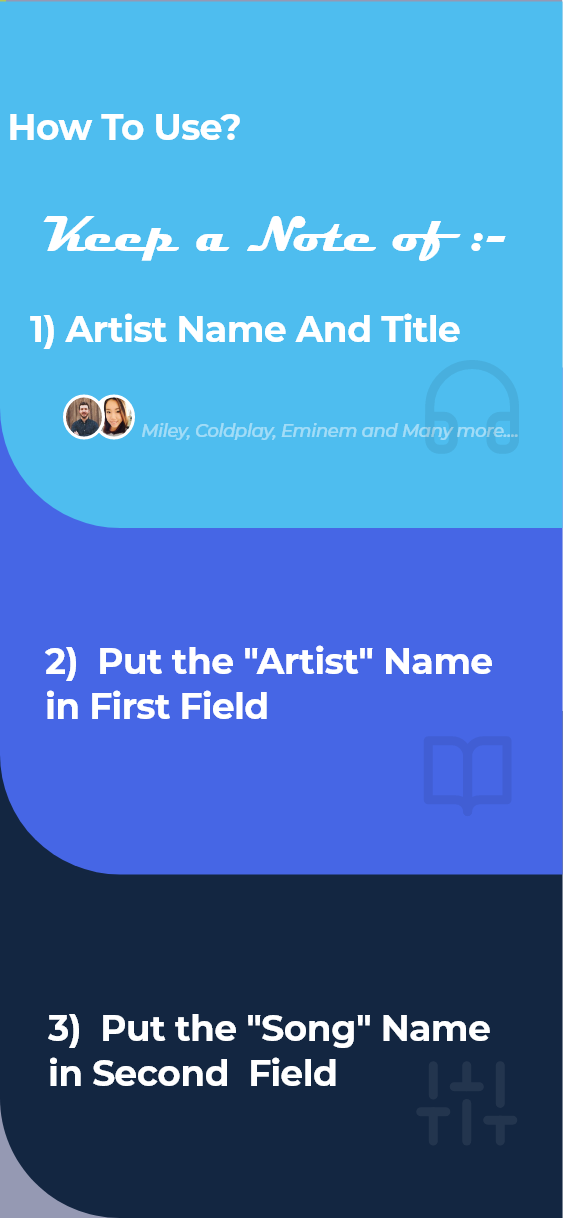 How To Use?
Keep a Note of :-
1) Artist Name And Title
Miley, Coldplay, Eminem and Many more....
2) Put the "Artist" Name
in First Field
3) Put the "Song" Name
in Second Field